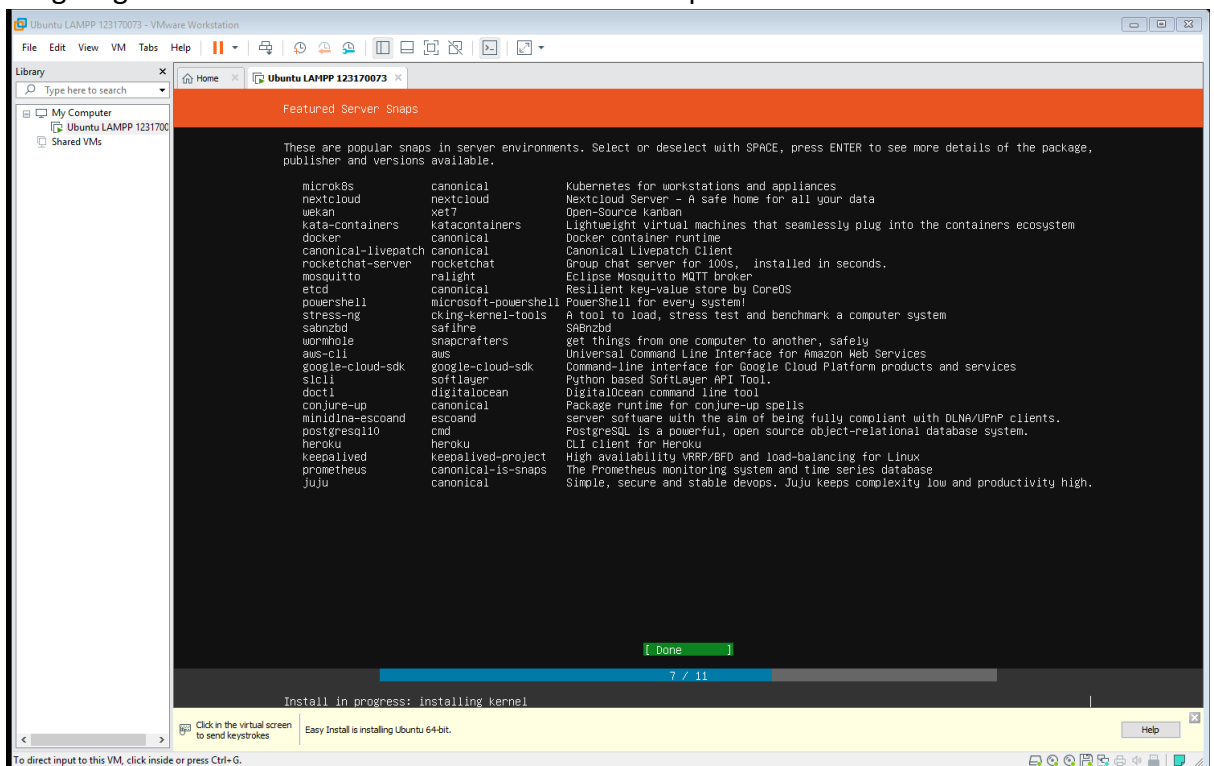 Ubuntu LAMPP 123170073 - VMware Workstation
File Edit View VM Tabs Help
Library
Type here to search
My Computer
Ubuntu LAMPP 1231700
Shared VMs
Home
Ubuntu LAMPP 123170073
Featured Server Snaps
These are popular snaps in server environments. Select or deselect with SPACE, press ENTER to see more details of the package,
publisher and versions available.
microk8s canonical Kubernetes for workstations and appliances
nextcloud nextcloud Nextcloud Server - A safe home for all your data
wekan xet7 Open-Source kanban
kata-containers katacontainers Lightweight virtual machines that seamlessly plug into the containers ecosystem
docker canonical Docker container runtime
canonical-livepatch canonical Canonical Livepatch Client
rocketchat-server rocketchat Group chat server for 100s, installed in seconds.
mosquitto ralight Eclipse Mosquitto MQTT broker
etcd canonical Resilient key-value store by CoreOS
powershell microsoft-powershell PowerShell for every system!
stress-ng cking-kernel-tools A tool to load, stress test and benchmark a computer system
sabnzbd safihre SABnzbd
wormhole snapcrafters get things from one computer to another, safely
aws-cli aws Universal Command Line Interface for Amazon Web Services
google-cloud-sdk google-cloud-sdk Command-line interface for Google Cloud Platform products and services
slcli softlayer Python based SoftLayer API Tool.
doctl digitalocean DigitalOcean command line tool
conjure-up canonical Package runtime for conjure-up spells
minidlna-escoand escoand server software with the aim of being fully compliant with DLNA/UPnP clients.
postgresql10 cmd PostgreSQL is a powerful, open source object-relational database system.
heroku heroku CLI client for Heroku
keepalived keepalived-project High availability VRRP/BFD and load-balancing for Linux
prometheus canonical-is-snaps The Prometheus monitoring system and time series database
juju canonical Simple, secure and stable devops. Juju keeps complexity low and productivity high.
[ Done ]
7 / 11
Install in progress: installing kernel
Click in the virtual screen
to send keystrokes
Easy Install is installing Ubuntu 64-bit.
Help
To direct input to this VM, click inside or press Ctrl+G.